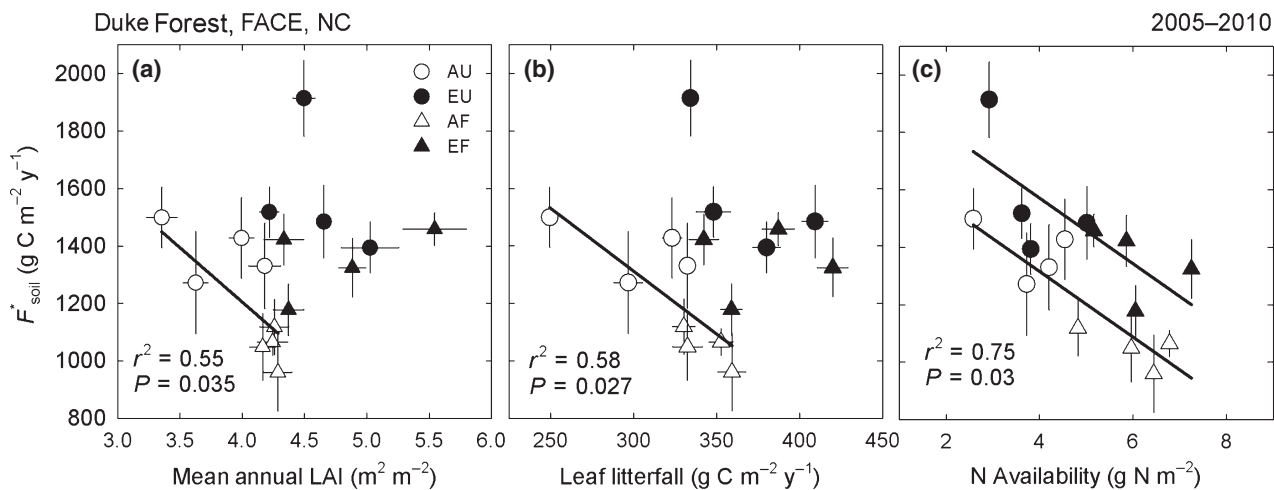 Duke Forest, FACE, NC
2005–2010
(a)
AU
EU
AF
EF
(b)
(c)
F*soil (g C m−2 y−1)
2000
1800
1600
1400
1200
1000
800
r2 = 0.55
P = 0.035
r2 = 0.58
P = 0.027
r2 = 0.75
P = 0.03
3.0 3.5 4.0 4.5 5.0 5.5 6.0
250 300 350 400 450
2 4 6 8
Mean annual LAI (m2 m−2)
Leaf litterfall (g C m−2 y−1)
N Availability (g N m−2)